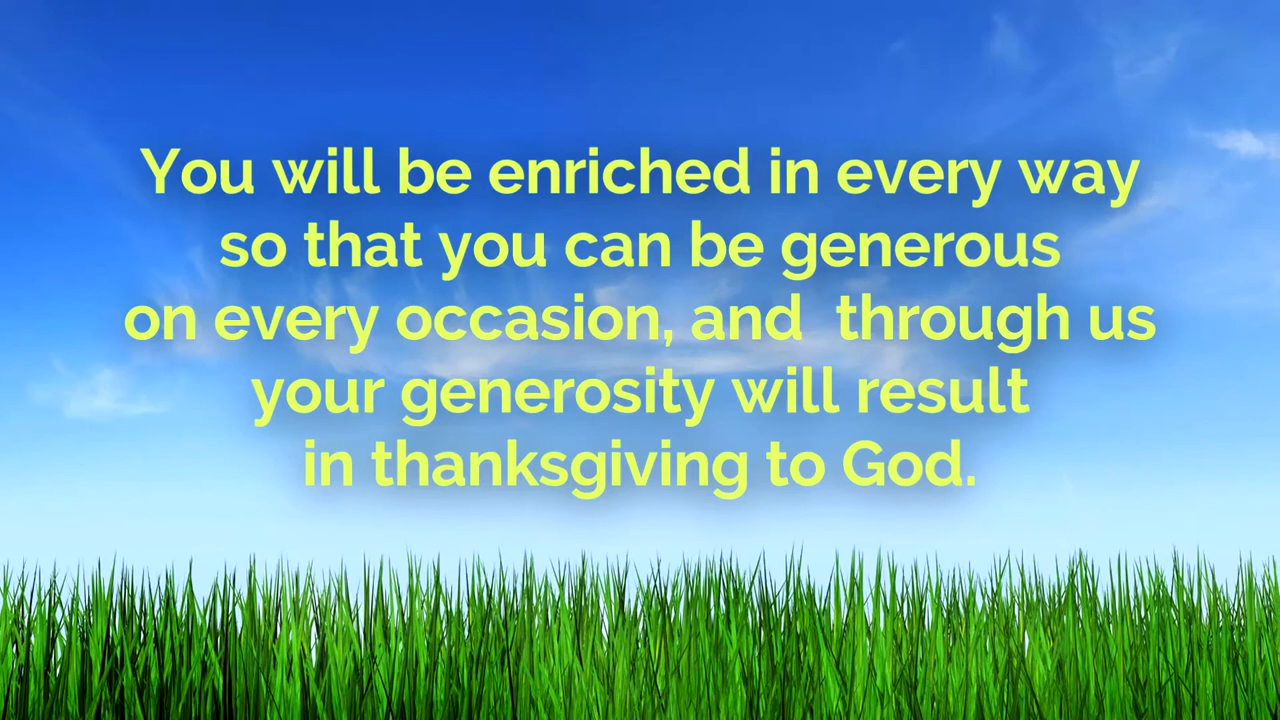 You will be enriched in every way
so that you can be generous
on every occasion, and  through us
your generosity will result
in thanksgiving to God.